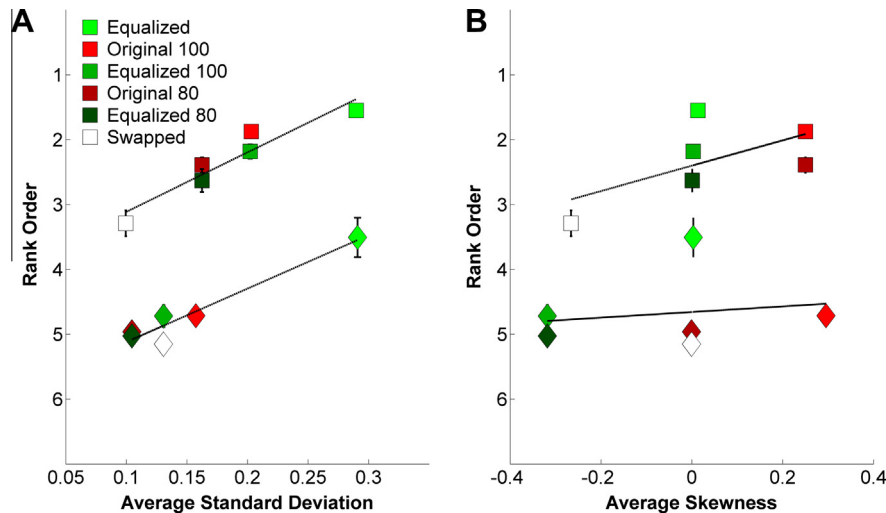 A
Equalized
Original 100
Equalized 100
Original 80
Equalized 80
Swapped
1
2
3
4
5
6
Rank Order
0.05 0.1 0.15 0.2 0.25 0.3
Average Standard Deviation
B
1
2
3
4
5
6
Rank Order
-0.4 -0.2 0 0.2 0.4
Average Skewness